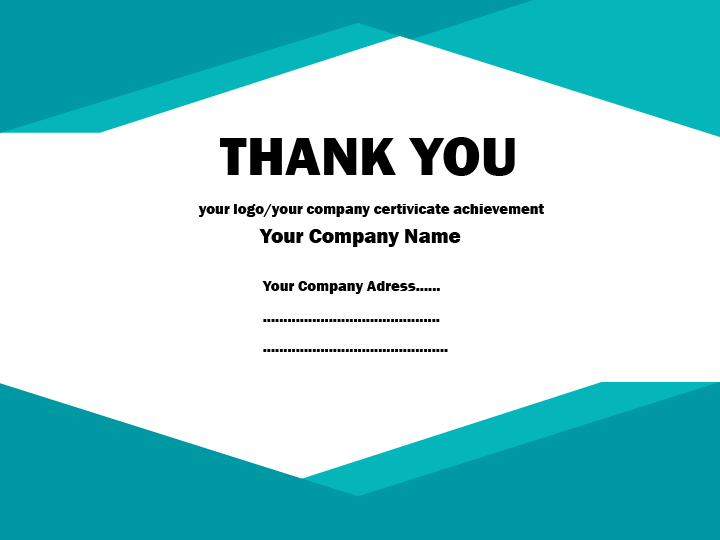 THANK YOU
your logo/your company certivicate achievement
Your Company Name
Your Company Adress......
...........................................
.............................................